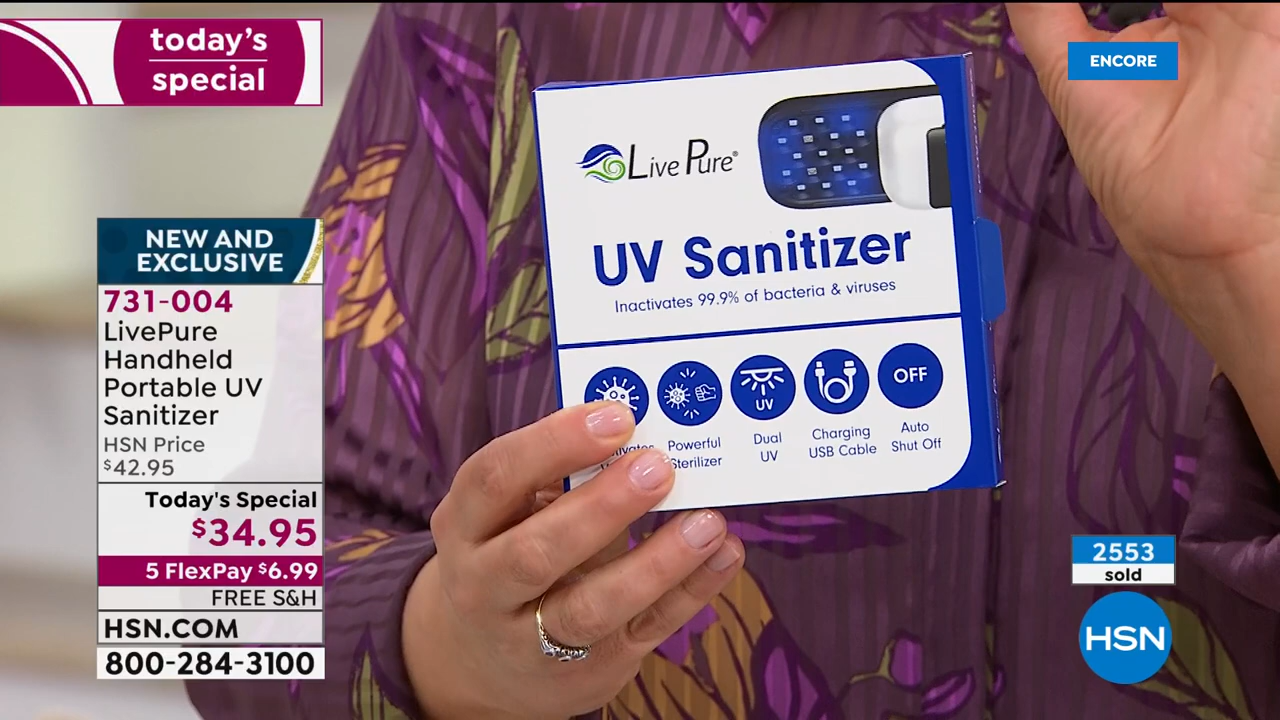 today's
special
ENCORE
NEW AND
EXCLUSIVE
731-004
LivePure
Handheld
Portable UV
Sanitizer
HSN Price
$42.95
Today's Special
$34.95
5 FlexPay $6.99
FREE S&H
HSN.COM
800-284-3100
Live Pure®
UV Sanitizer
Inactivates 99.9% of bacteria & viruses
UV
OFF
Powerful
Sterilizer
Dual
UV
Charging
USB Cable
Auto
Shut Off
2553
sold
HSN